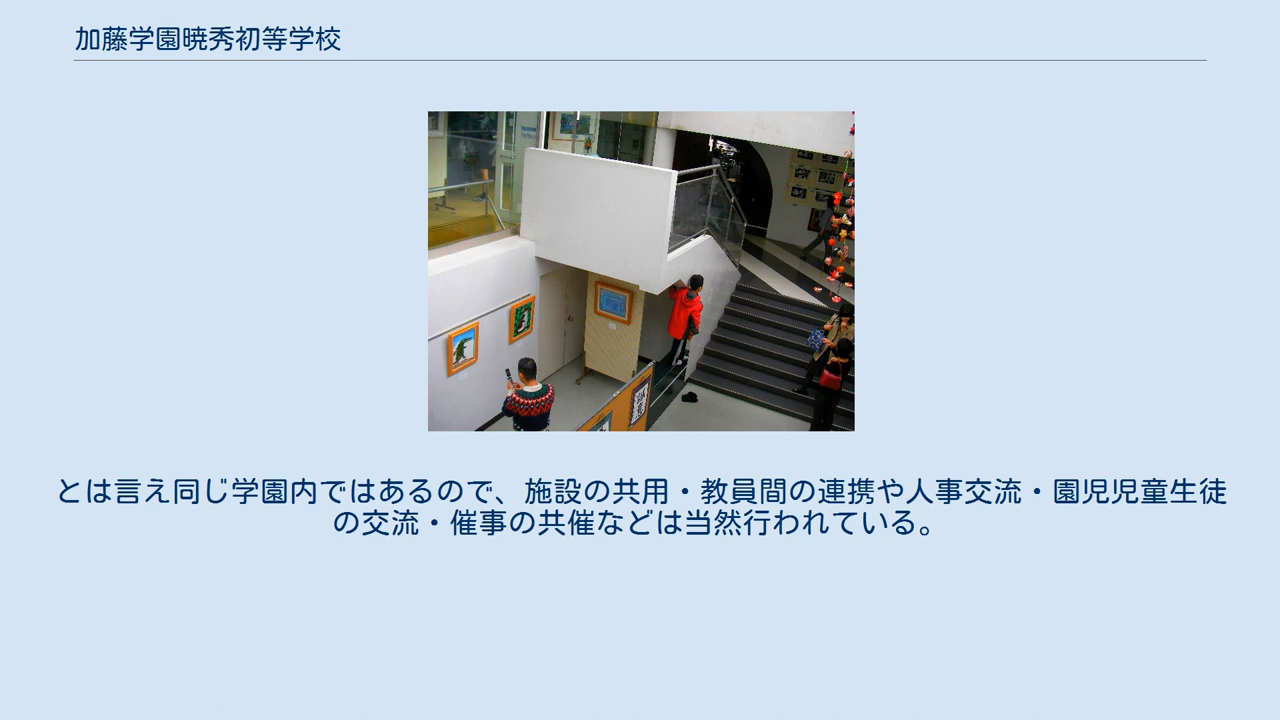 加藤学園暁秀初等学校
とは言え同じ学園内ではあるので、施設の共用・教員間の連携や人事交流・園児児童生徒
の交流・催事の共催などは当然行われている。